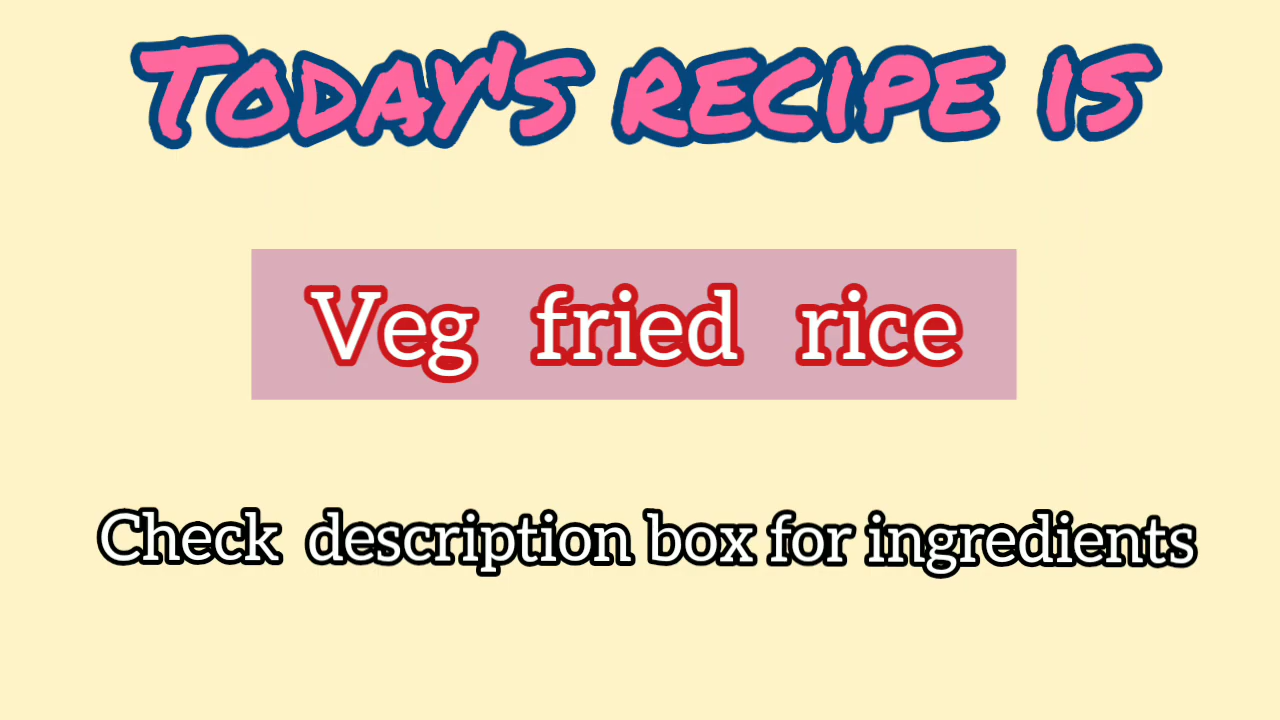 Today's recipe is
Veg fried rice
Check description box for ingredients